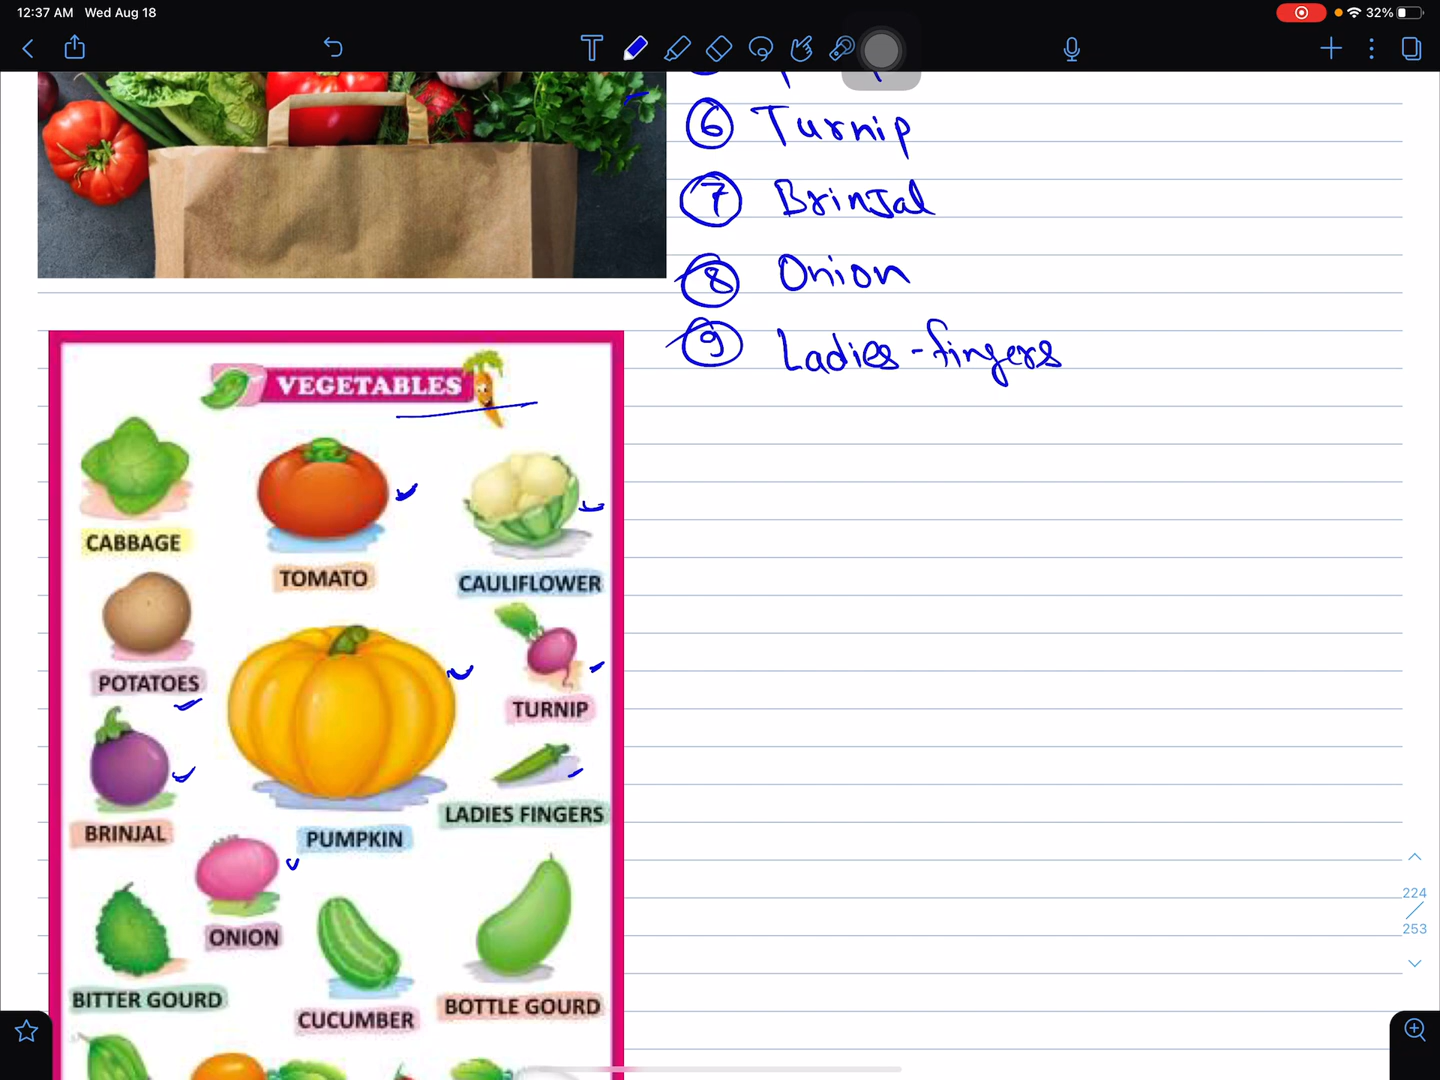 12:37 AM Wed Aug 18
32%
T
6 Turnip
7 Brinjal
8 Onion
9 Ladies-fingers
VEGETABLES
CABBAGE
TOMATO
CAULIFLOWER
POTATOES
TURNIP
BRINJAL
PUMPKIN
LADIES FINGERS
ONION
BITTER GOURD
CUCUMBER
BOTTLE GOURD
224
253